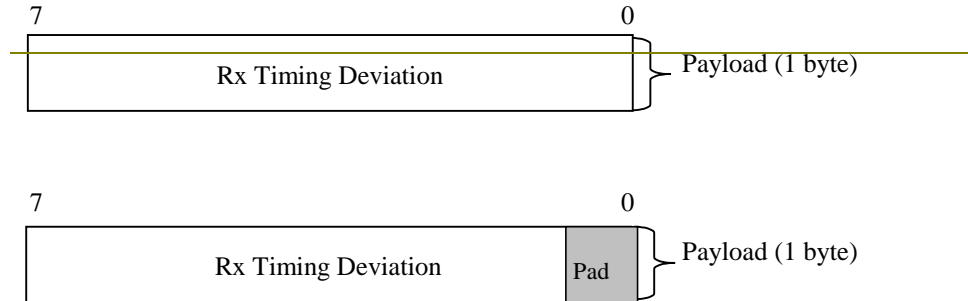 7 0
Rx Timing Deviation Payload (1 byte)
7 0
Rx Timing Deviation Pad Payload (1 byte)